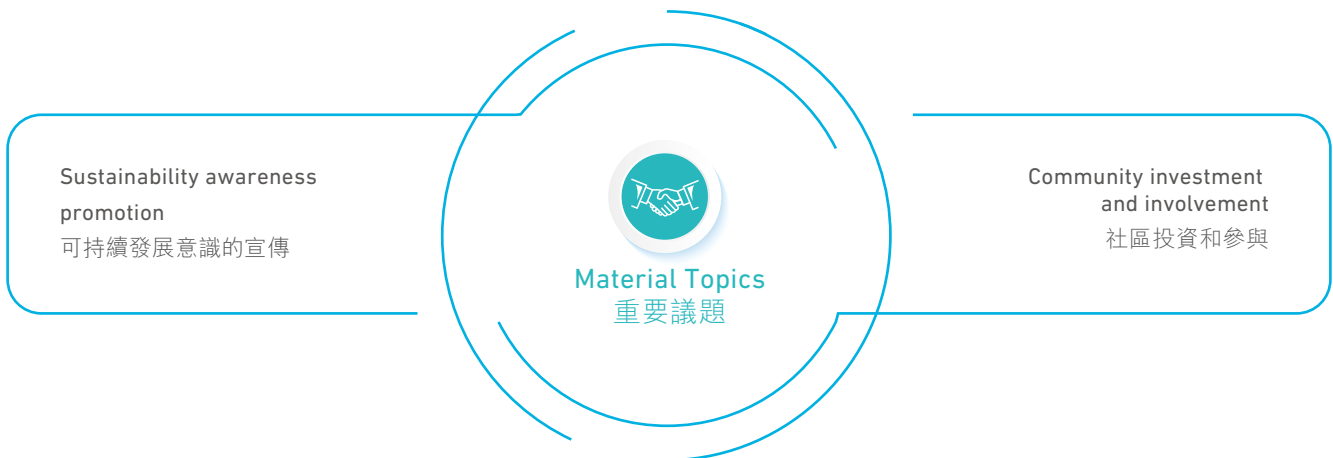 Sustainability awareness
promotion
可持續發展意識的宣傳
Material Topics
重要議題
Community investment
and involvement
社區投資和參與